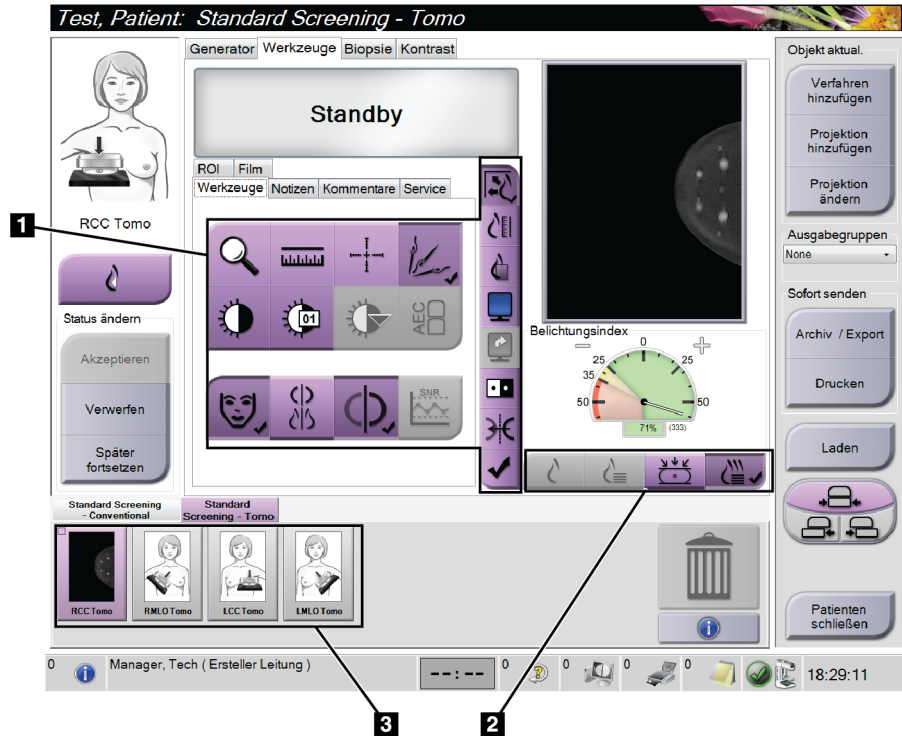 Test, Patient: Standard Screening - Tomo
Generator Werkzeuge Biopsie Kontrast
Objekt aktual.
Verfahren
hinzufügen
Projektion
hinzufügen
Projektion
ändern
Standby
ROI Film
Werkzeuge Notizen Kommentare Service
RCC Tomo
1
Ausgabegruppen
None
01
AEC
Status ändern
Akzeptieren
Verwerfen
Später
fortsetzen
SNR
Belichtungsindex
0
25 25
35
50 50
71% (333)
Sofort senden
Archiv / Export
Drucken
Laden
Standard Screening
- Conventional
Standard
Screening - Tomo
RCC Tomo
RMLO Tomo
LCC Tomo
LMLO Tomo
Patienten
schließen
0 Manager, Tech ( Ersteller Leitung ) --:-- 0 0 0 0 18:29:11
3 2